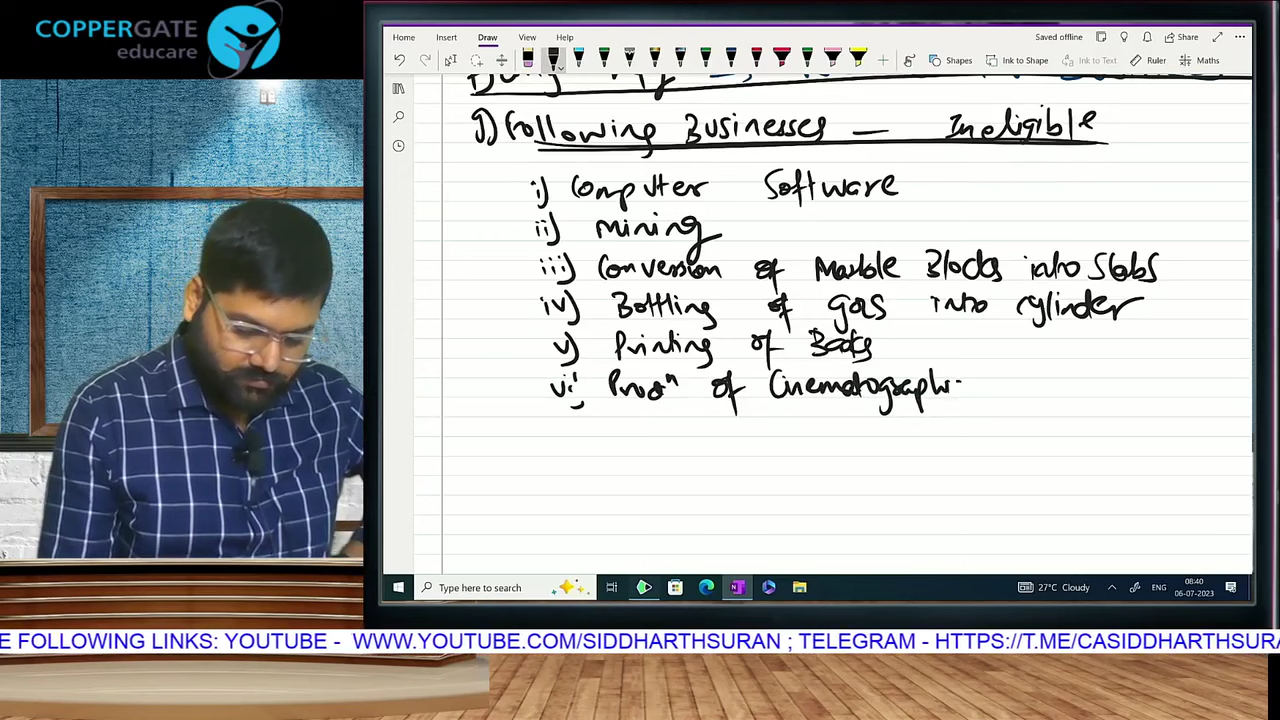 COPPERGATE
educare
Home Insert Draw View Help
Saved offline
Share
Shapes Ink to Shape Ink to Text Ruler Maths
1) Following Businesses — Ineligible
i) Computer Software
ii) Mining
iii) Conversion of Marble Blocks into Slabs
iv) Bottling of gas into cylinder
v) Printing of Books
vi) Prodn of Cinematograph
Type here to search
27°C Cloudy
ENG
08:40
06-07-2023
E FOLLOWING LINKS: YOUTUBE - WWW.YOUTUBE.COM/SIDDHARTHSURAN ; TELEGRAM - HTTPS://T.ME/CASIDDHARTHSURA